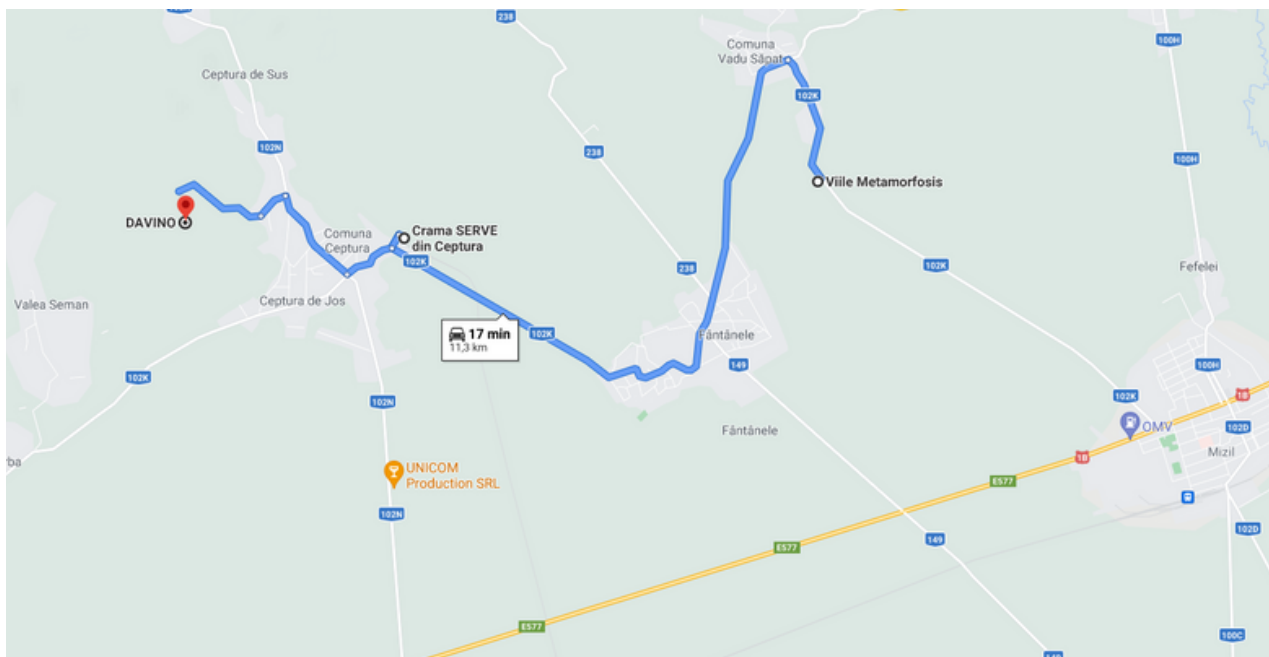 238
Comuna
Vadu Săpat
100H
Ceptura de Sus
102K
102N
238
100H
Viile Metamorfosis
DAVINO
Comuna
Ceptura
Crama SERVE
din Ceptura
102K
102K
238
Fefelei
Valea Seman
Ceptura de Jos
17 min
11,3 km
102K
Fântânele
149
100H
102K
102N
102K
1B
OMV
102D
Fântânele
Mizil
rba
1B
UNICOM
Production SRL
E577
102N
102D
149
E577
E577
100C
149